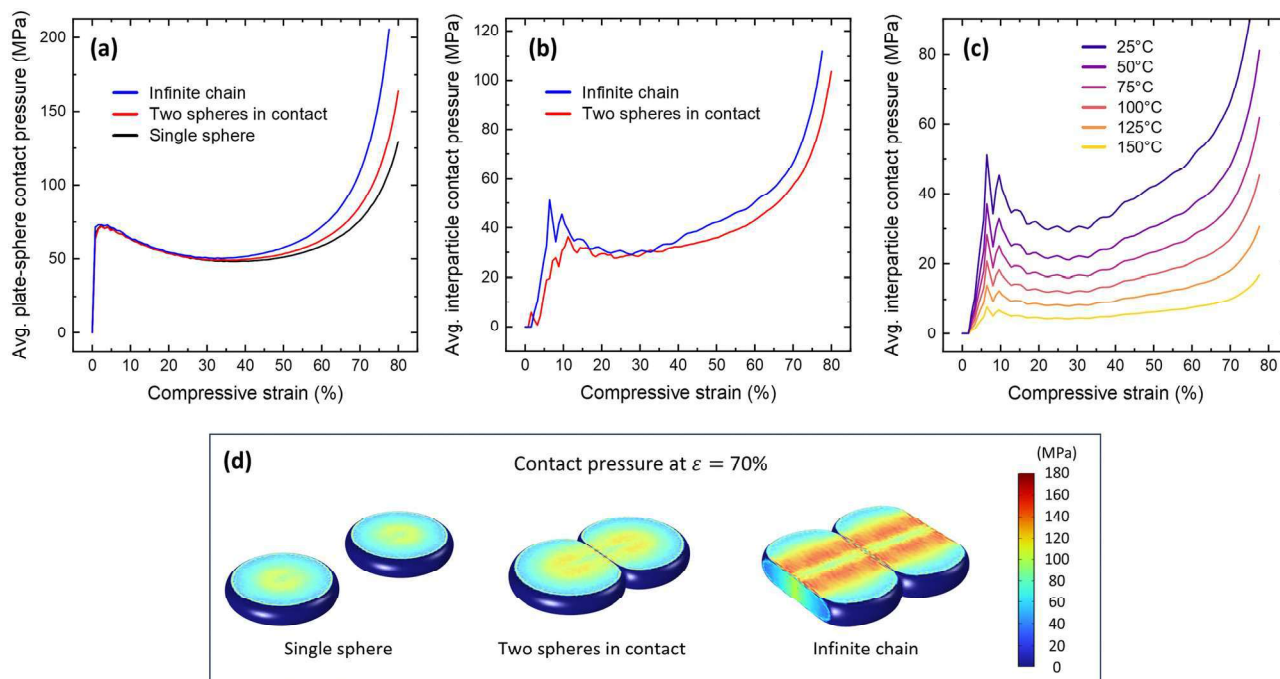 (a)
Avg. plate-sphere contact pressure (MPa)
200
150
100
50
0
Infinite chain
Two spheres in contact
Single sphere
0 10 20 30 40 50 60 70 80
Compressive strain (%)
(b)
Avg. interparticle contact pressure (MPa)
120
100
80
60
40
20
0
Infinite chain
Two spheres in contact
0 10 20 30 40 50 60 70 80
Compressive strain (%)
(c)
Avg. interparticle contact pressure (MPa)
80
60
40
20
0
25°C
50°C
75°C
100°C
125°C
150°C
0 10 20 30 40 50 60 70 80
Compressive strain (%)
(d)
Contact pressure at ε = 70%
Single sphere
Two spheres in contact
Infinite chain
(MPa)
180
160
140
120
100
80
60
40
20
0